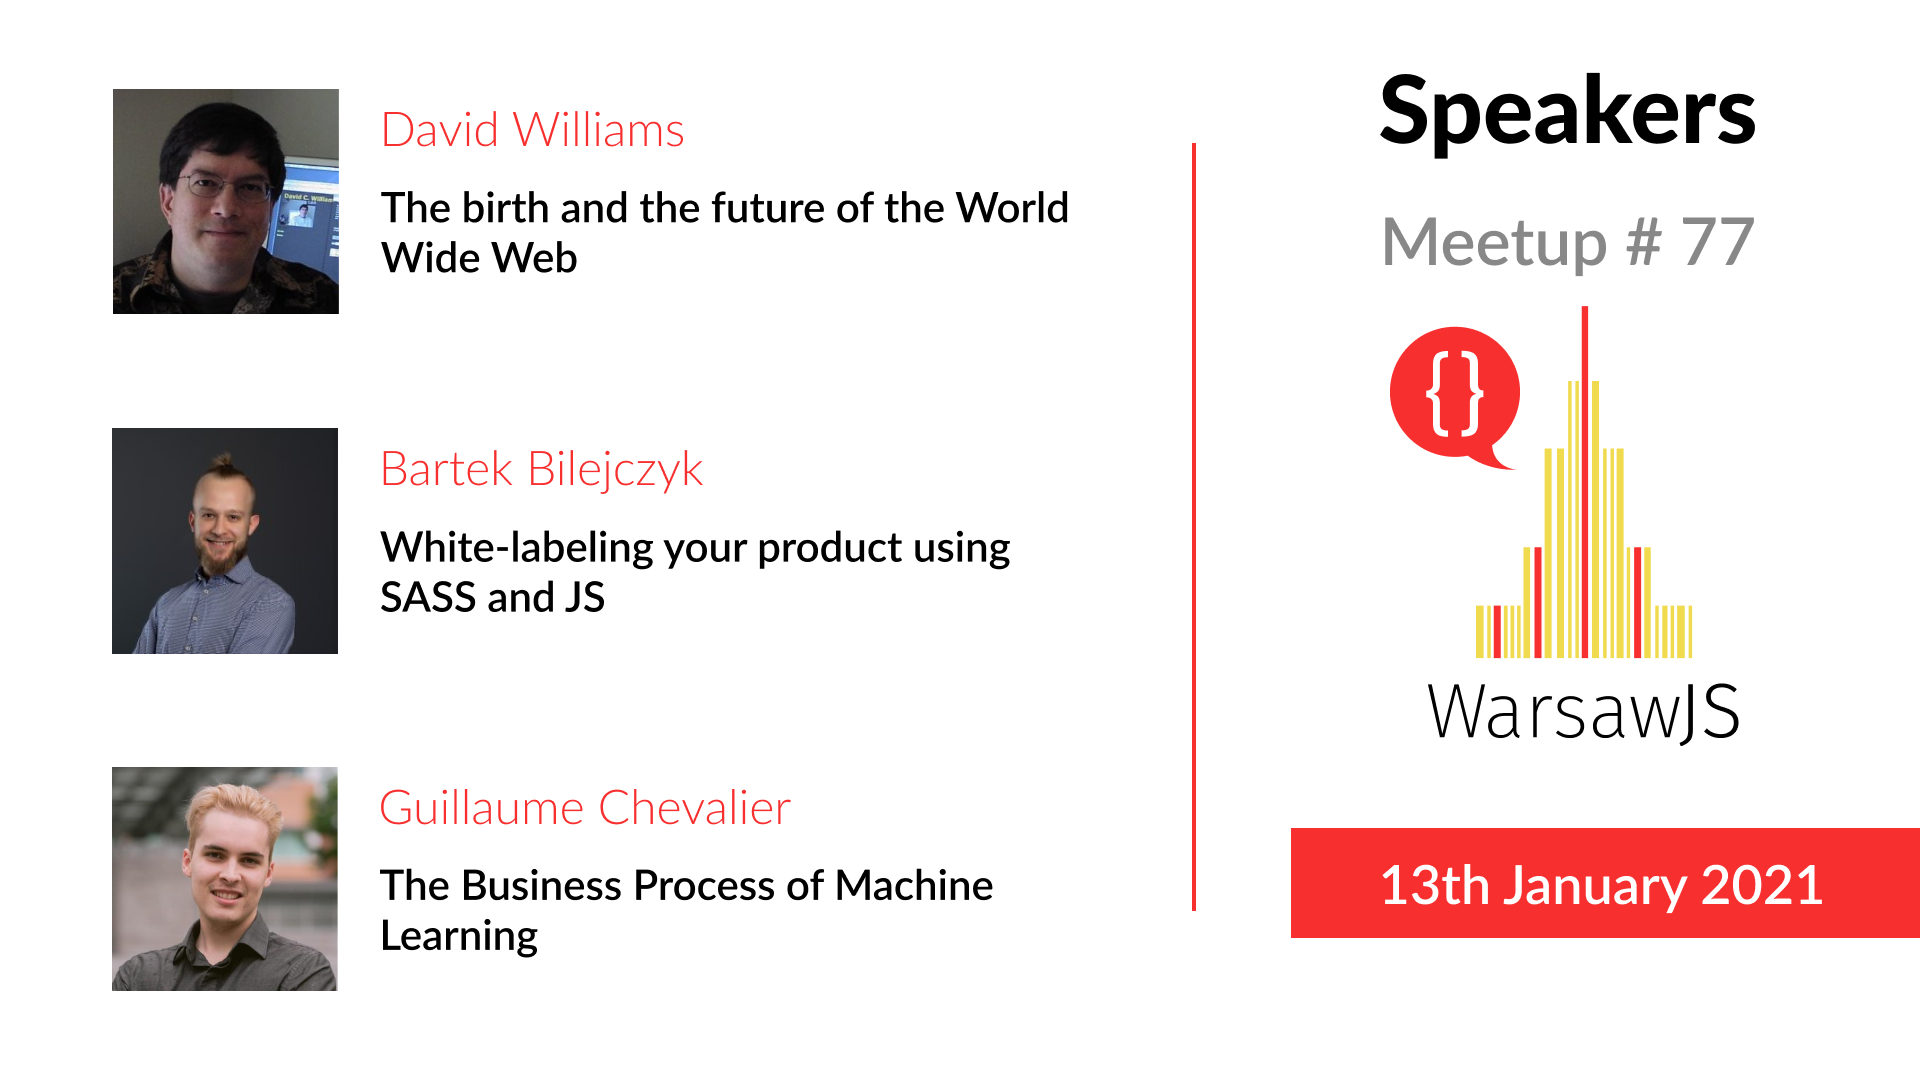 David Williams
The birth and the future of the World
Wide Web
Bartek Bilejczyk
White-labeling your product using
SASS and JS
Guillaume Chevalier
The Business Process of Machine
Learning
Speakers
Meetup # 77
{}
WarsawJS
13th January 2021